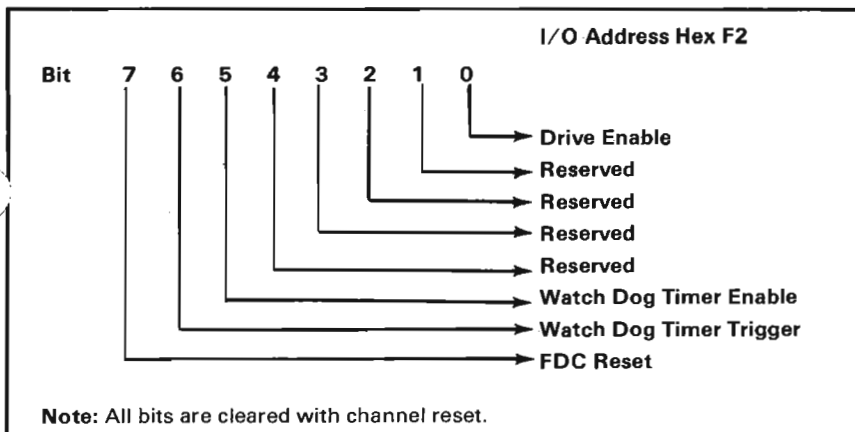 I/O Address Hex F2
Bit 7 6 5 4 3 2 1 0
Drive Enable
Reserved
Reserved
Reserved
Reserved
Watch Dog Timer Enable
Watch Dog Timer Trigger
FDC Reset
Note: All bits are cleared with channel reset.